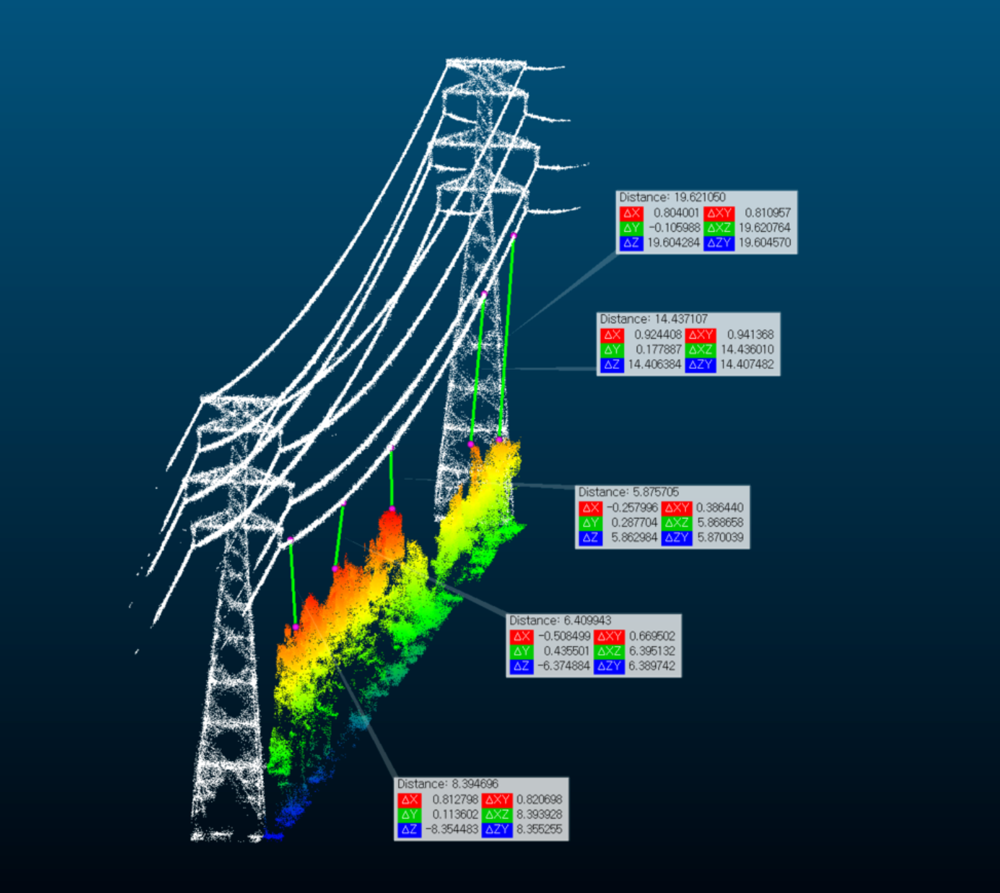 Distance: 19.621050
ΔX 0.804001 ΔXY 0.810957
ΔY -0.105988 ΔXZ 19.620764
ΔZ 19.604284 ΔZY 19.604570
Distance: 14.437107
ΔX 0.924408 ΔXY 0.941368
ΔY 0.177887 ΔXZ 14.436010
ΔZ 14.406384 ΔZY 14.407482
Distance: 5.875705
ΔX -0.257996 ΔXY 0.386440
ΔY 0.287704 ΔXZ 5.868658
ΔZ 5.862984 ΔZY 5.870039
Distance: 6.409943
ΔX -0.508499 ΔXY 0.669502
ΔY 0.435501 ΔXZ 6.395132
ΔZ -6.374884 ΔZY 6.389742
Distance: 8.394696
ΔX 0.812798 ΔXY 0.820698
ΔY 0.113602 ΔXZ 8.393928
ΔZ -8.354483 ΔZY 8.355255